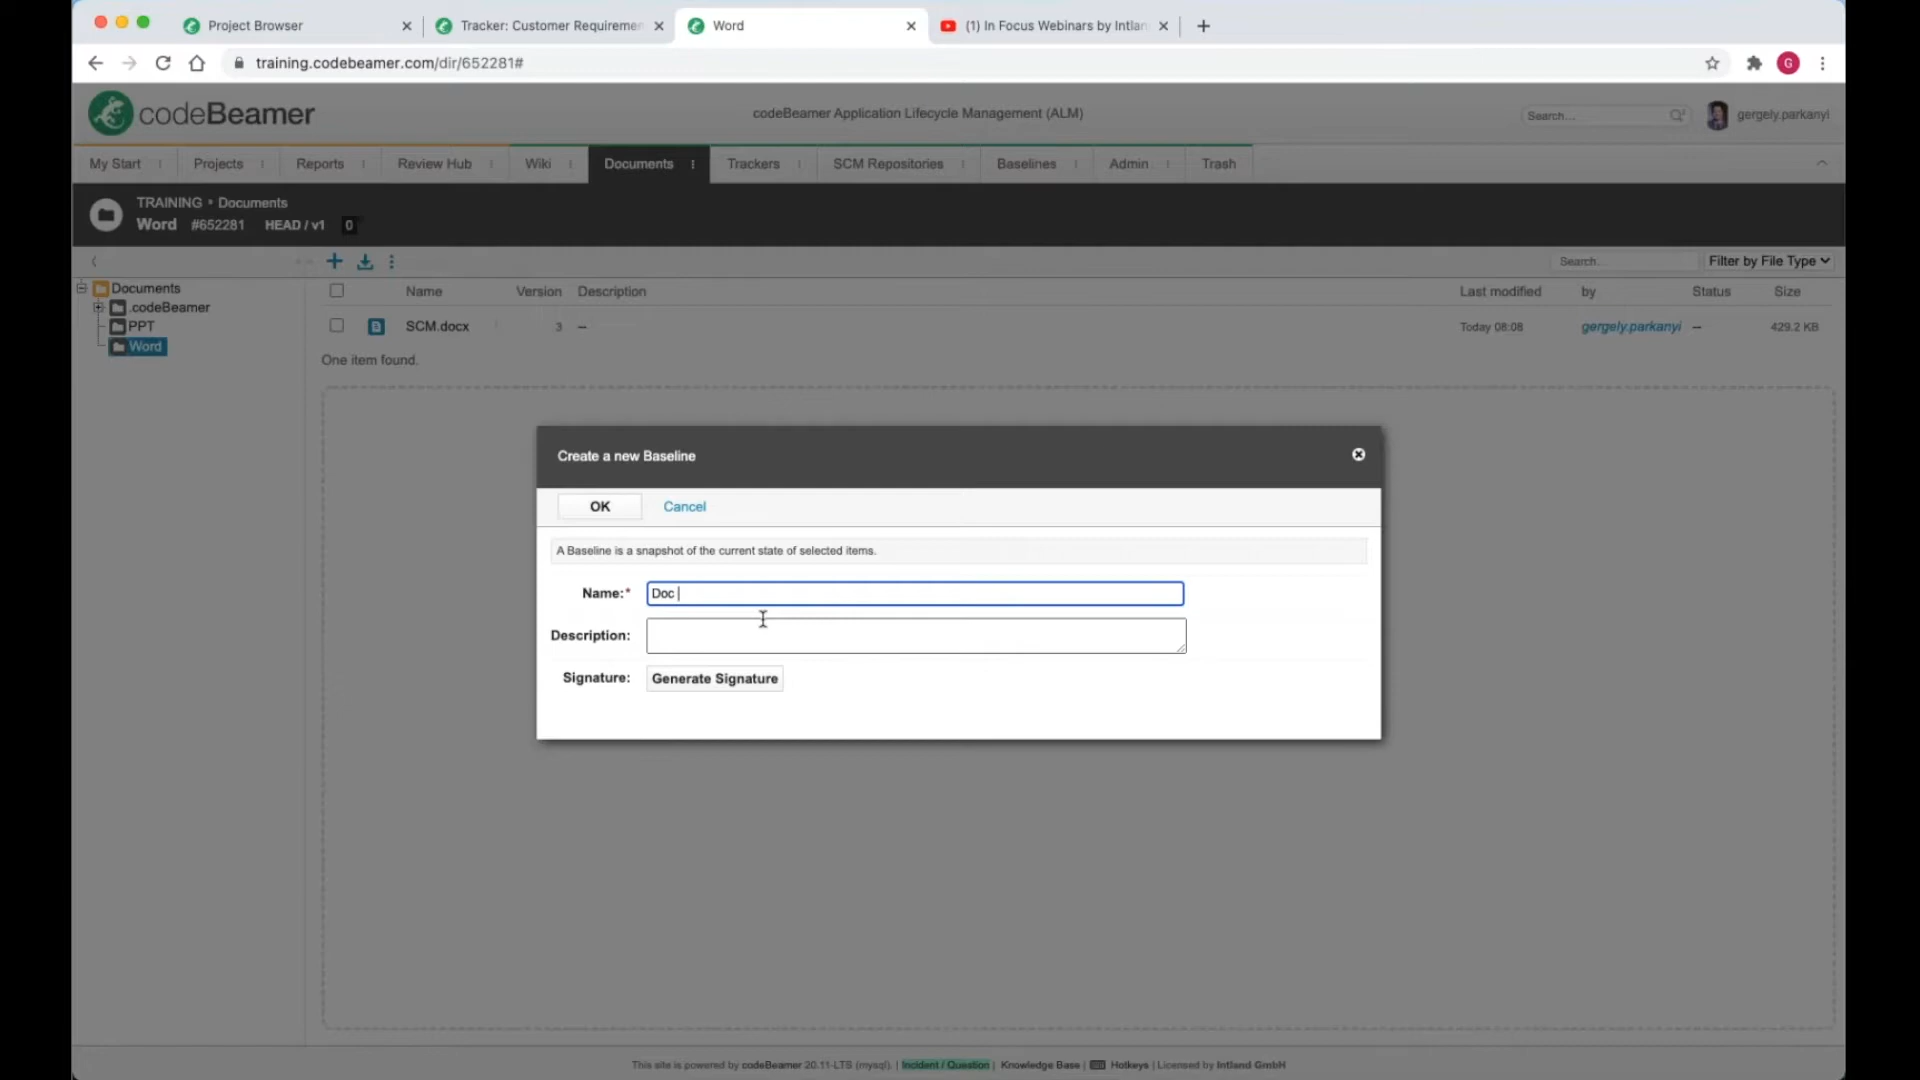 Project Browser
Tracker: Customer Requiremen
Word
(1) In Focus Webinars by Intlan
training.codebeamer.com/dir/652281#
G
codeBeamer
codeBeamer Application Lifecycle Management (ALM)
Search...
gergely.parkanyi
My Start
Projects
Reports
Review Hub
Wiki
Documents
Trackers
SCM Repositories
Baselines
Admin
Trash
TRAINING • Documents
Word #652281 HEAD / v1 0
Search...
Filter by File Type
Documents
.codeBeamer
PPT
Word
Name Version Description Last modified by Status Size
SCM.docx 3 -- Today 08:08 gergely.parkanyi -- 429.2 KB
One item found.
Create a new Baseline
OK Cancel
A Baseline is a snapshot of the current state of selected items.
Name:* Doc
Description:
Signature: Generate Signature
This site is powered by codeBeamer 20.11-LTS (mysql). | Incident / Question | Knowledge Base | Hotkeys | Licensed by Intland GmbH